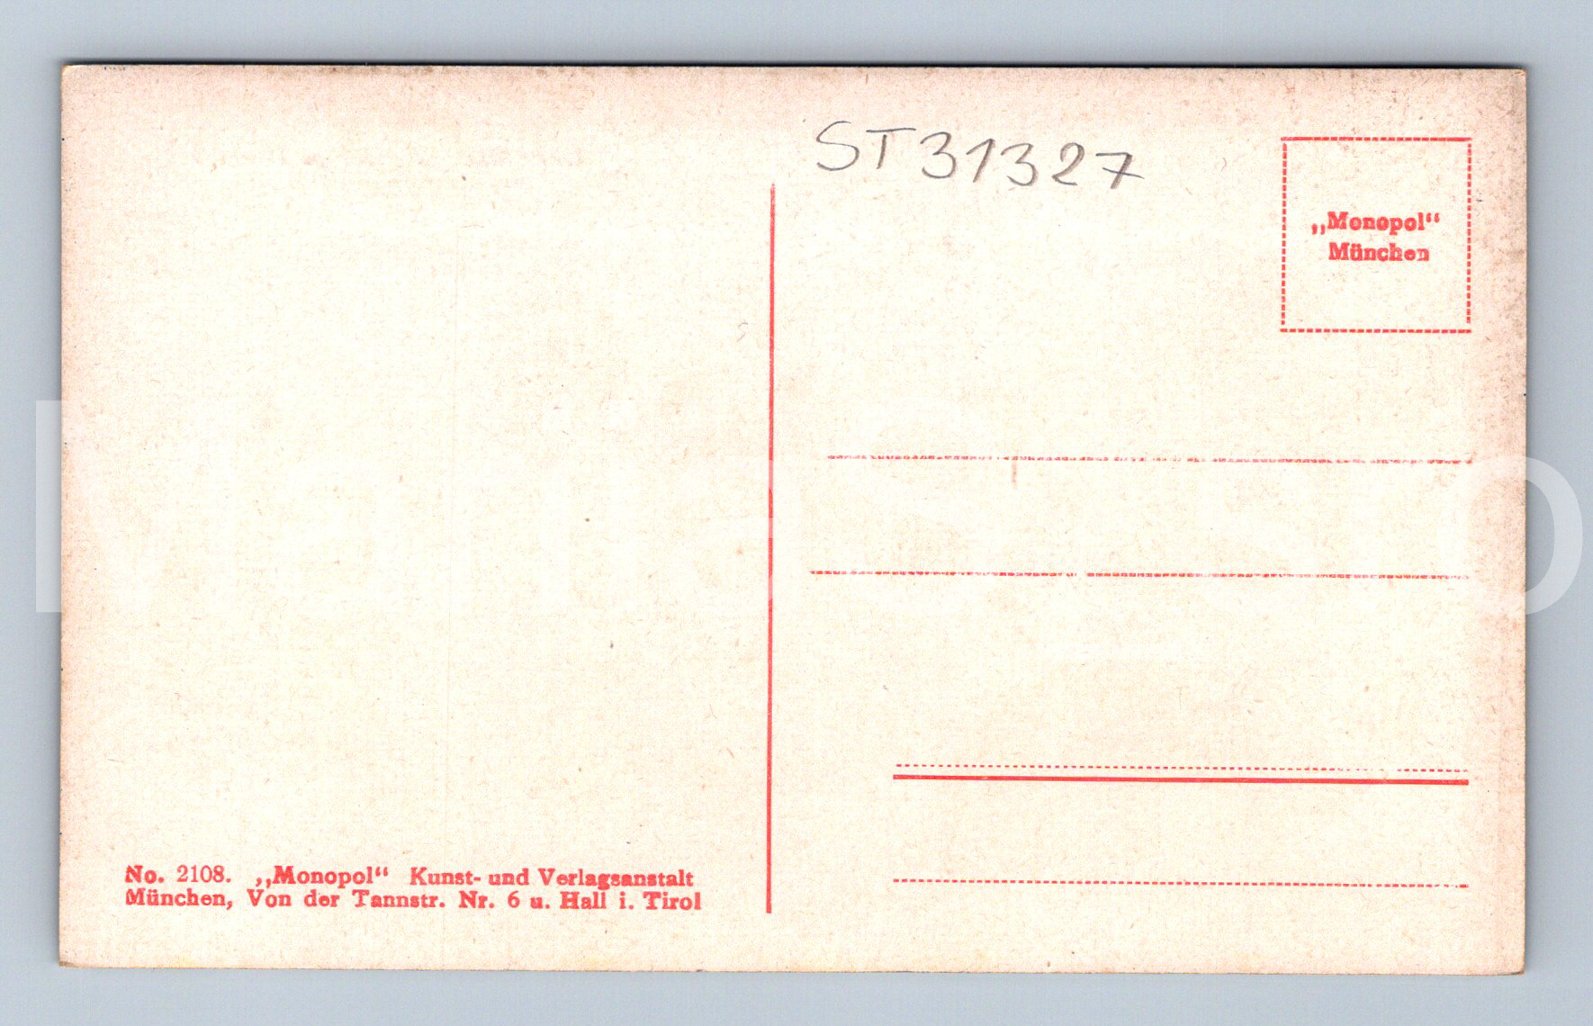 ST31327
„Monopol“
München
No. 2108. „Monopol“ Kunst- und Verlagsanstalt
München, Von der Tannstr. Nr. 6 u. Hall i. Tirol